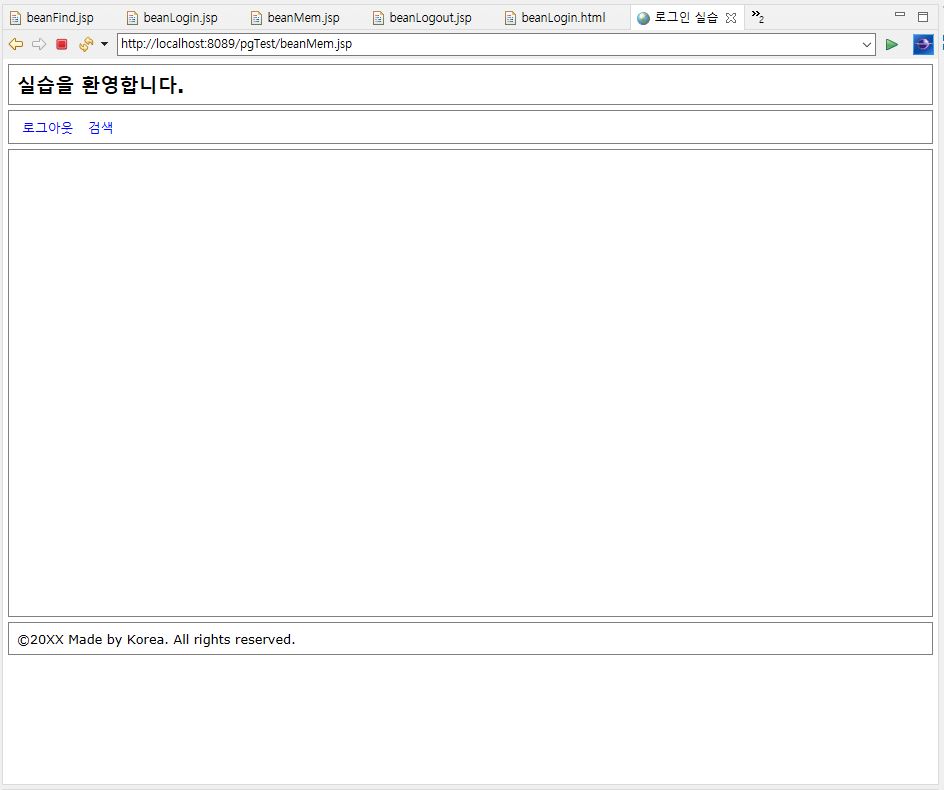 beanFind.jsp beanLogin.jsp beanMem.jsp beanLogout.jsp beanLogin.html 로그인 실습 »2
http://localhost:8089/pgTest/beanMem.jsp
실습을 환영합니다.
로그아웃 검색
©20XX Made by Korea. All rights reserved.